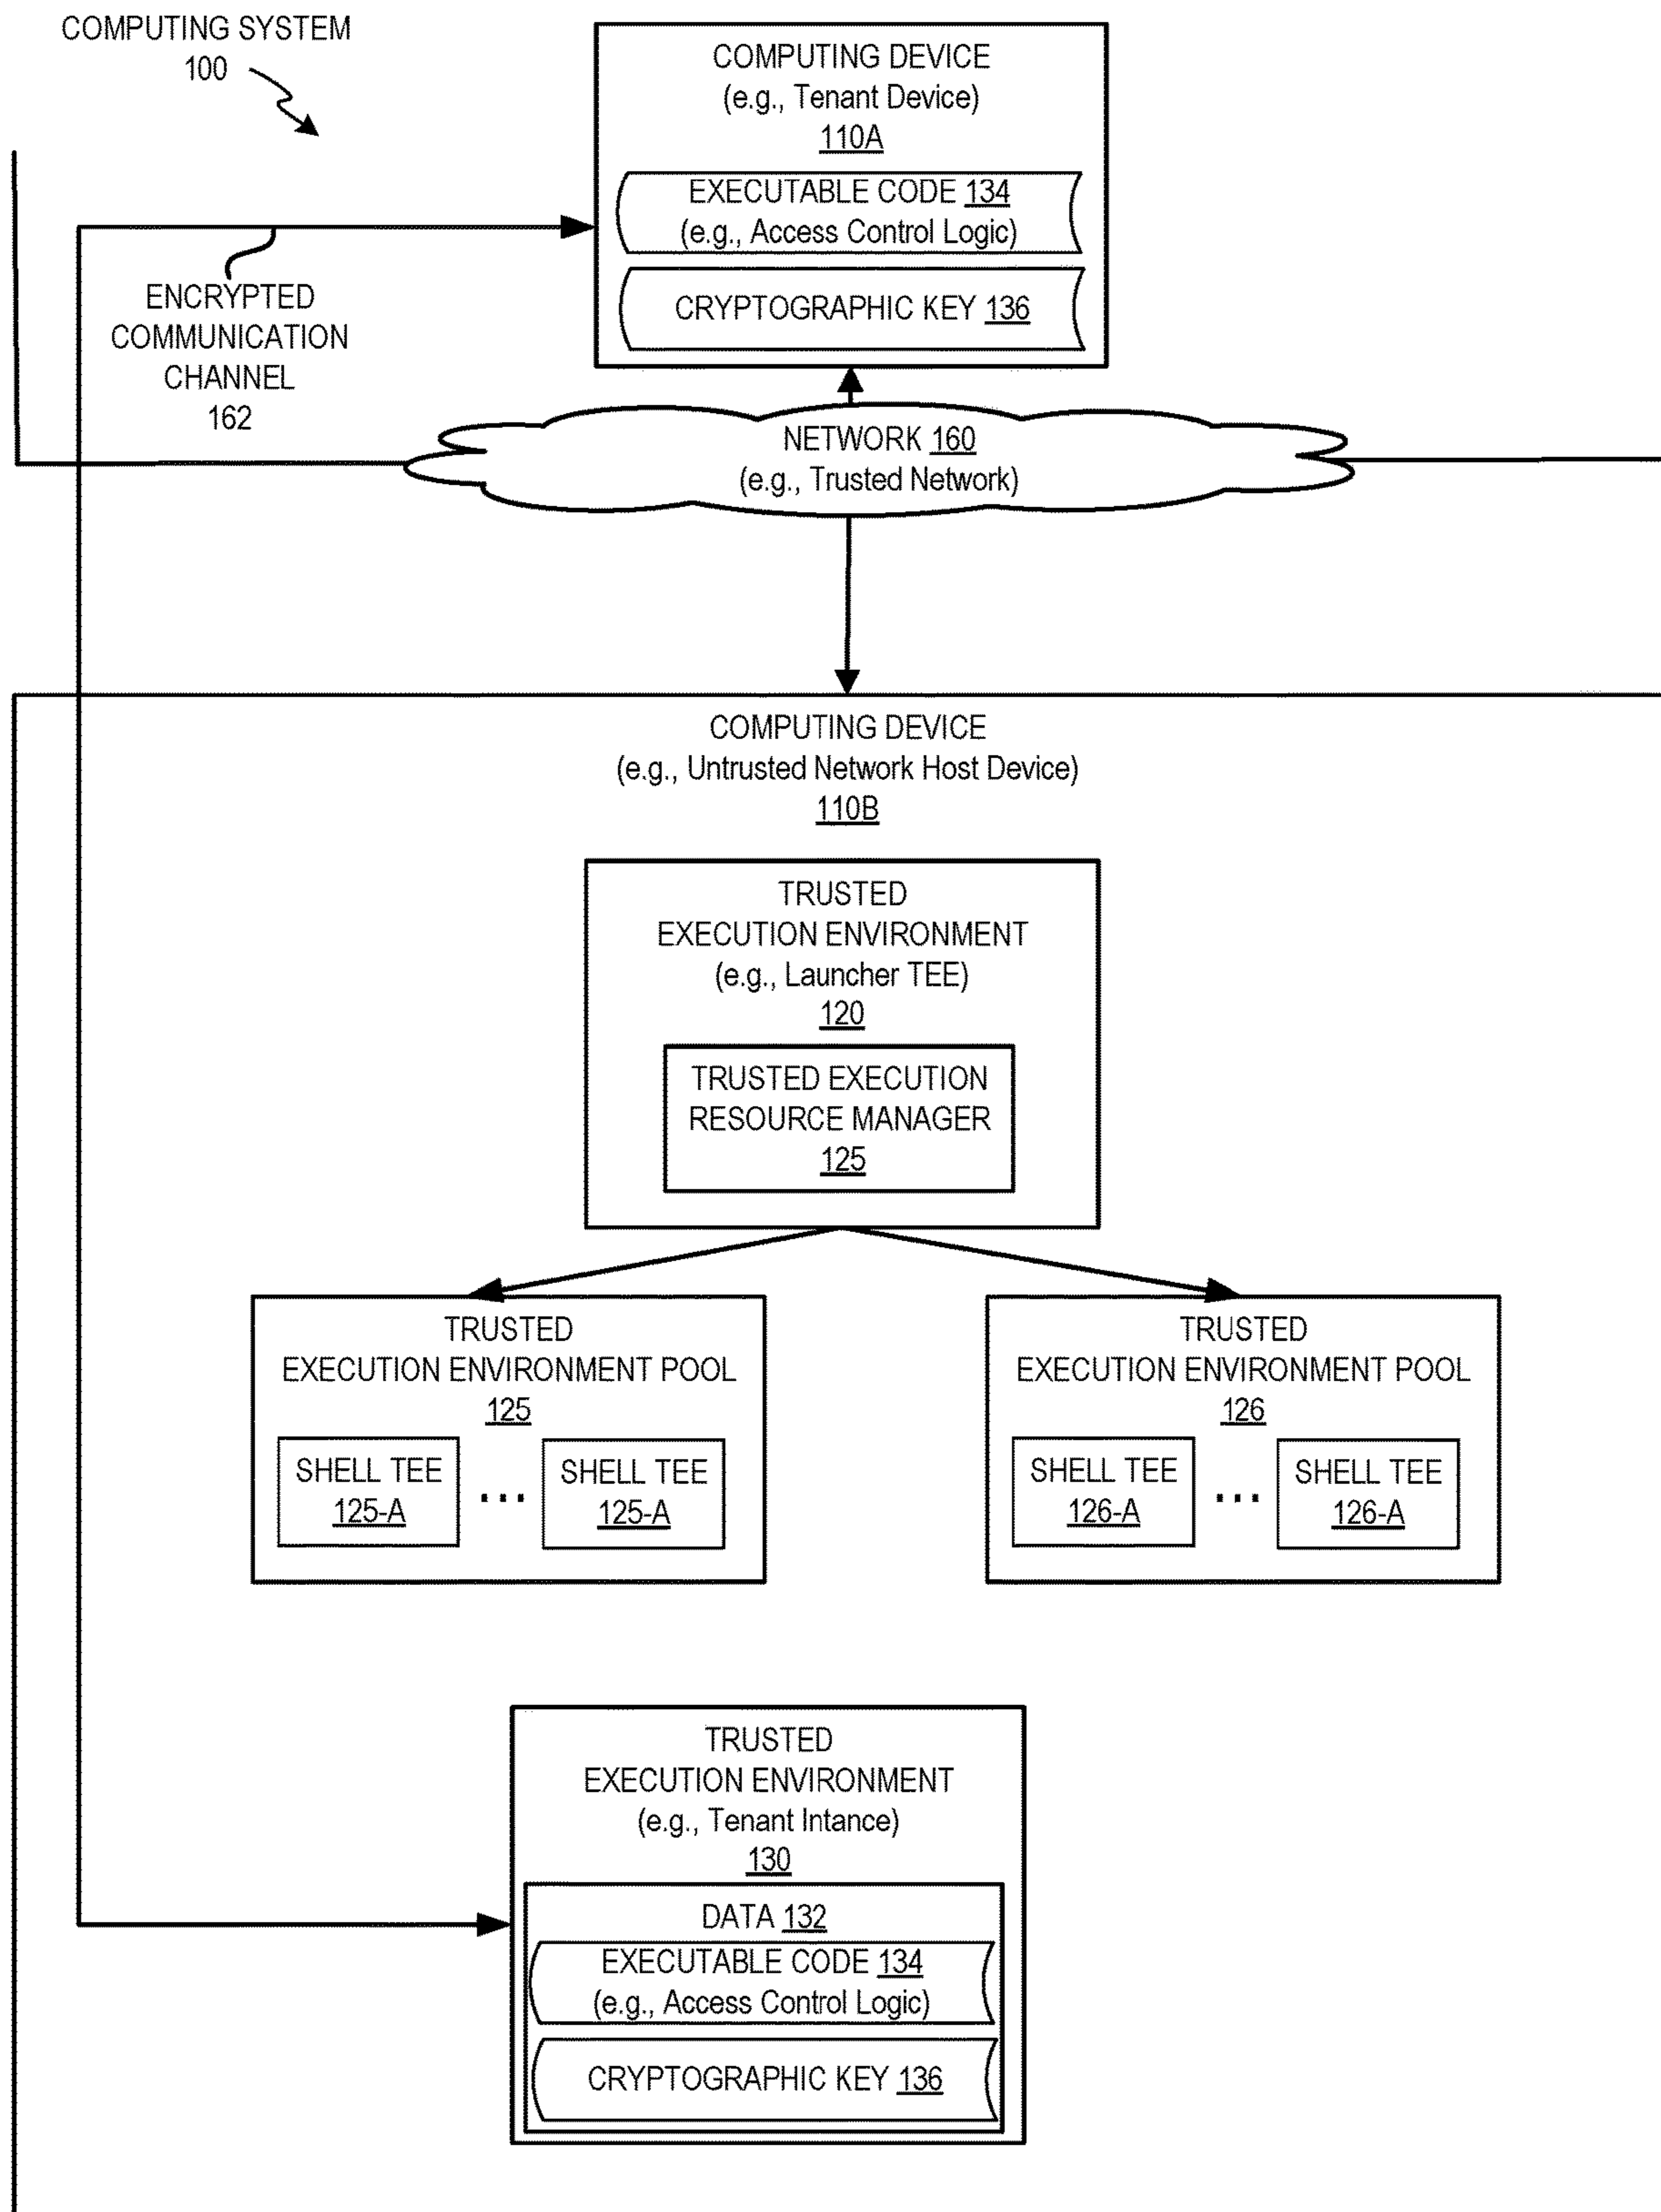 COMPUTING SYSTEM
100
COMPUTING DEVICE
(e.g., Tenant Device)
110A
EXECUTABLE CODE 134
(e.g., Access Control Logic)
CRYPTOGRAPHIC KEY 136
ENCRYPTED
COMMUNICATION
CHANNEL
162
NETWORK 160
(e.g., Trusted Network)
COMPUTING DEVICE
(e.g., Untrusted Network Host Device)
110B
TRUSTED
EXECUTION ENVIRONMENT
(e.g., Launcher TEE)
120
TRUSTED EXECUTION
RESOURCE MANAGER
125
TRUSTED
EXECUTION ENVIRONMENT POOL
125
SHELL TEE
125-A
...
SHELL TEE
125-A
TRUSTED
EXECUTION ENVIRONMENT POOL
126
SHELL TEE
126-A
...
SHELL TEE
126-A
TRUSTED
EXECUTION ENVIRONMENT
(e.g., Tenant Intance)
130
DATA 132
EXECUTABLE CODE 134
(e.g., Access Control Logic)
CRYPTOGRAPHIC KEY 136